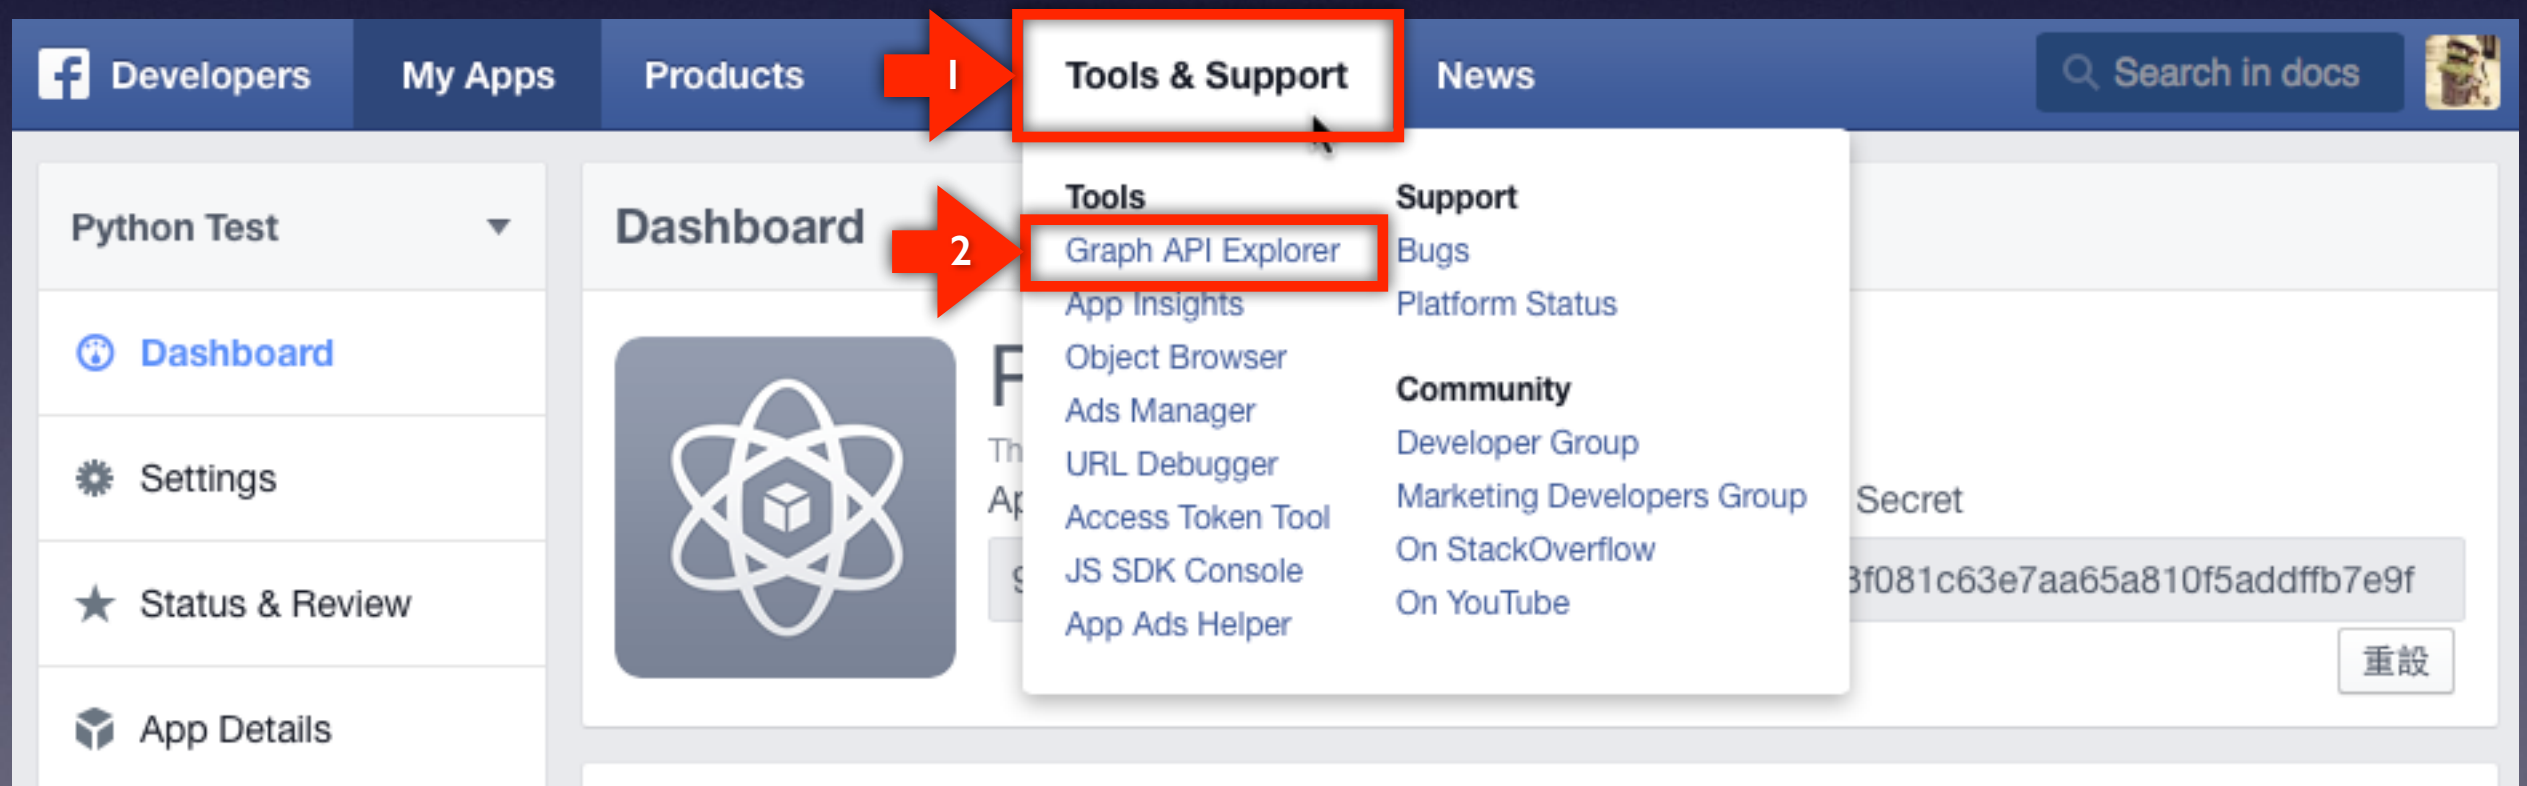 Developers My Apps Products 1 Tools & Support News Search in docs
Python Test
Dashboard
Settings
Status & Review
App Details
Dashboard
2
Tools
Graph API Explorer
App Insights
Object Browser
Ads Manager
URL Debugger
Access Token Tool
JS SDK Console
App Ads Helper
Support
Bugs
Platform Status
Community
Developer Group
Marketing Developers Group
On StackOverflow
On YouTube
Secret
f081c63e7aa65a810f5addffb7e9f
重設